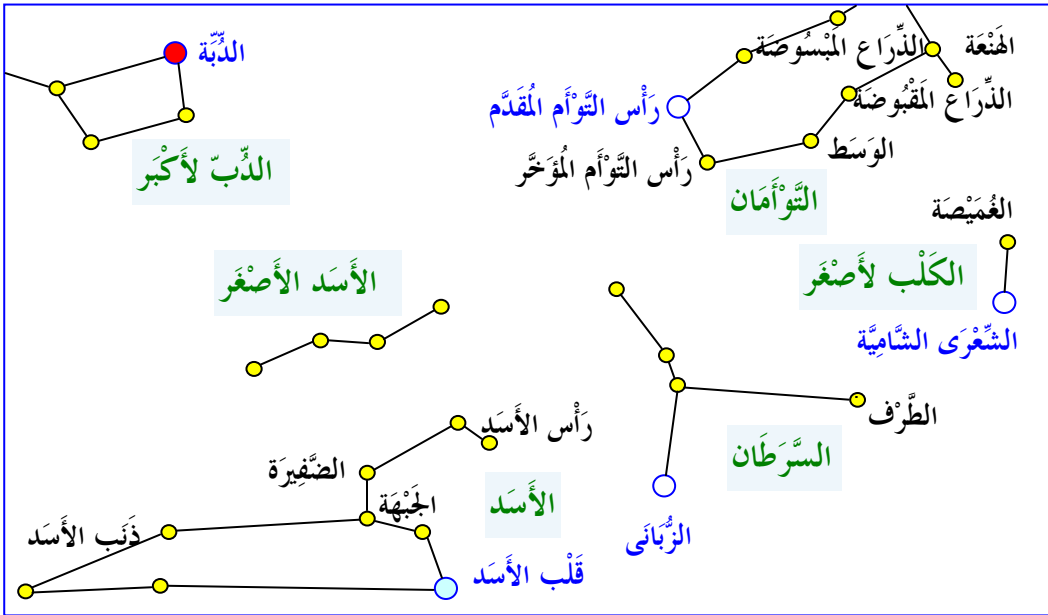 الهَنْعَة
الذِّرَاع المَبْسُوضَة
الدُّبَّة
الذِّرَاع المَقْبُوضَة
رَأْس التَّوْأَم المُقَدَّم
الوَسَط
رَأْس التَّوْأَم المُؤَخَّر
الدُّبّ لأَكْبَر
التَّوْأَمَان
الغُمَيْصَة
الكَلْب لأَصْغَر
الأَسَد الأَصْغَر
الشِّعْرَى الشَّامِيَّة
الطَّرْف
رَأْس الأَسَد
السَّرَطَان
الضَّفِيرَة
الجَبْهَة
الأَسَد
ذَنَب الأَسَد
الزُّبَانَى
قَلْب الأَسَد